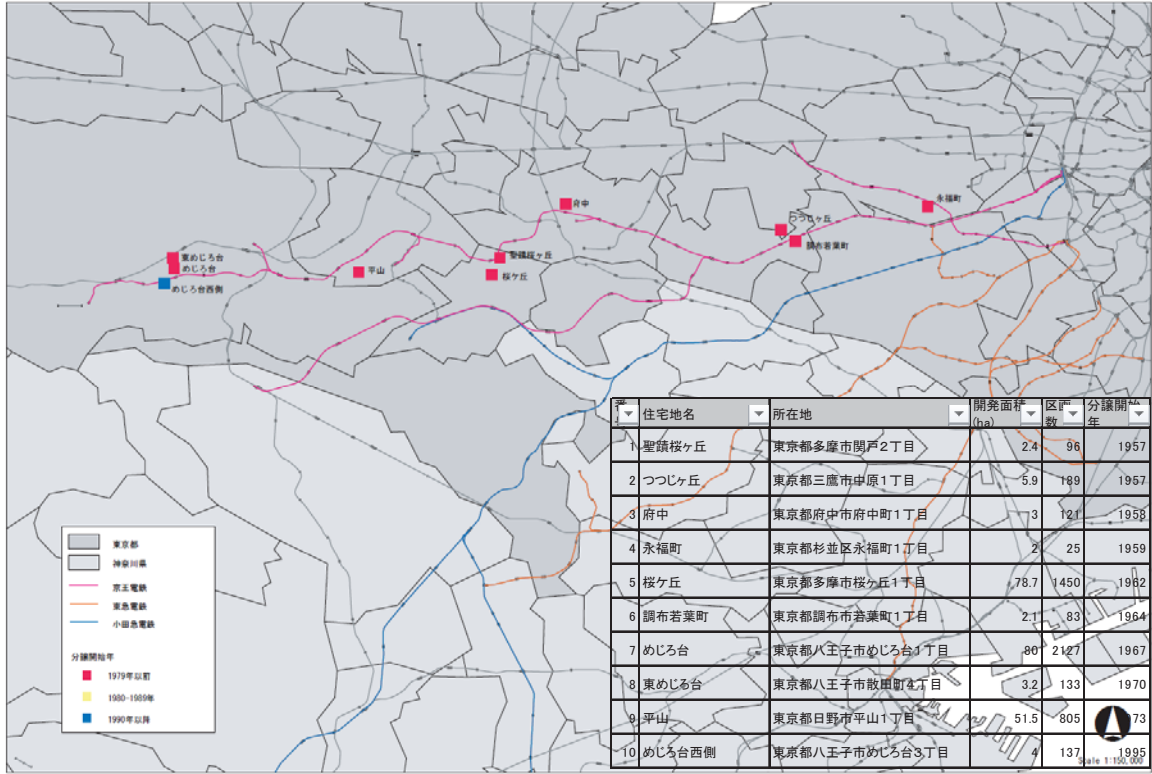 永福町
府中
つつじヶ丘
調布若葉町
聖蹟桜ヶ丘
桜ケ丘
平山
東めじろ台
めじろ台
めじろ台西側
東京都
神奈川県
京王電鉄
東急電鉄
小田急電鉄
分譲開始年
1979年以前
1980-1989年
1990年以降
住宅地名 所在地 開発面積(ha) 区画数 分譲開始年
1 聖蹟桜ヶ丘 東京都多摩市関戸2丁目 2.4 96 1957
2 つつじヶ丘 東京都三鷹市中原1丁目 5.9 189 1957
3 府中 東京都府中市府中町1丁目 3 121 1958
4 永福町 東京都杉並区永福町1丁目 2 25 1959
5 桜ケ丘 東京都多摩市桜ヶ丘1丁目 78.7 1450 1962
6 調布若葉町 東京都調布市若葉町1丁目 2.1 83 1964
7 めじろ台 東京都八王子市めじろ台1丁目 80 2127 1967
8 東めじろ台 東京都八王子市散田町4丁目 3.2 133 1970
9 平山 東京都日野市平山1丁目 51.5 805 73
10 めじろ台西側 東京都八王子市めじろ台3丁目 4 137 1995
Scale 1:150,000